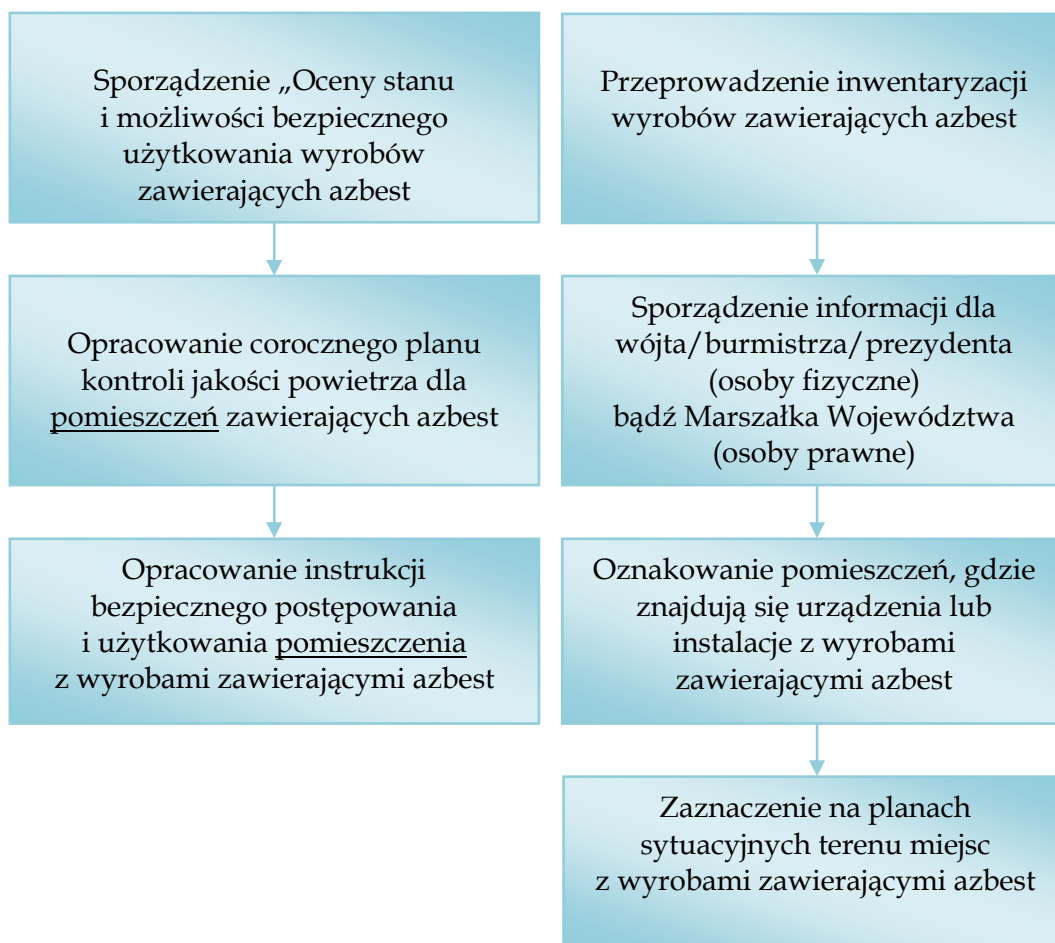 Sporządzenie „Oceny stanu
i możliwości bezpiecznego
użytkowania wyrobów
zawierających azbest
Opracowanie corocznego planu
kontroli jakości powietrza dla
pomieszczeń zawierających azbest
Opracowanie instrukcji
bezpiecznego postępowania
i użytkowania pomieszczenia
z wyrobami zawierającymi azbest
Przeprowadzenie inwentaryzacji
wyrobów zawierających azbest
Sporządzenie informacji dla
wójta/burmistrza/prezydenta
(osoby fizyczne)
bądź Marszałka Województwa
(osoby prawne)
Oznakowanie pomieszczeń, gdzie
znajdują się urządzenia lub
instalacje z wyrobami
zawierającymi azbest
Zaznaczenie na planach
sytuacyjnych terenu miejsc
z wyrobami zawierającymi azbest